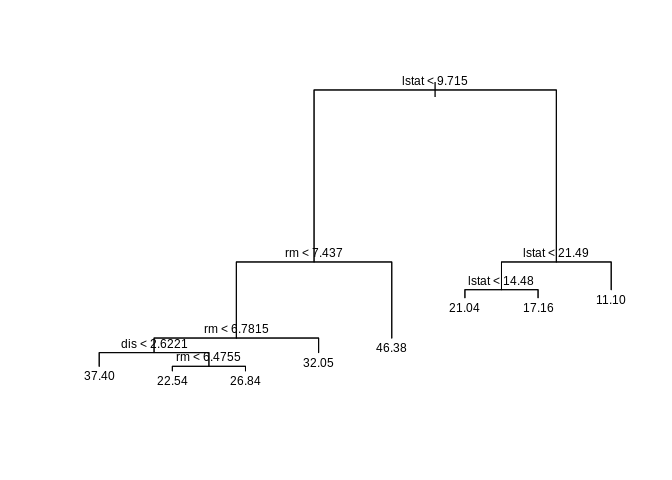 lstat < 9.715
rm < 7.437
lstat < 21.49
lstat < 14.48
11.10
21.04
17.16
rm < 6.7815
dis < 2.6221
46.38
rm < 6.4755
32.05
37.40
22.54
26.84